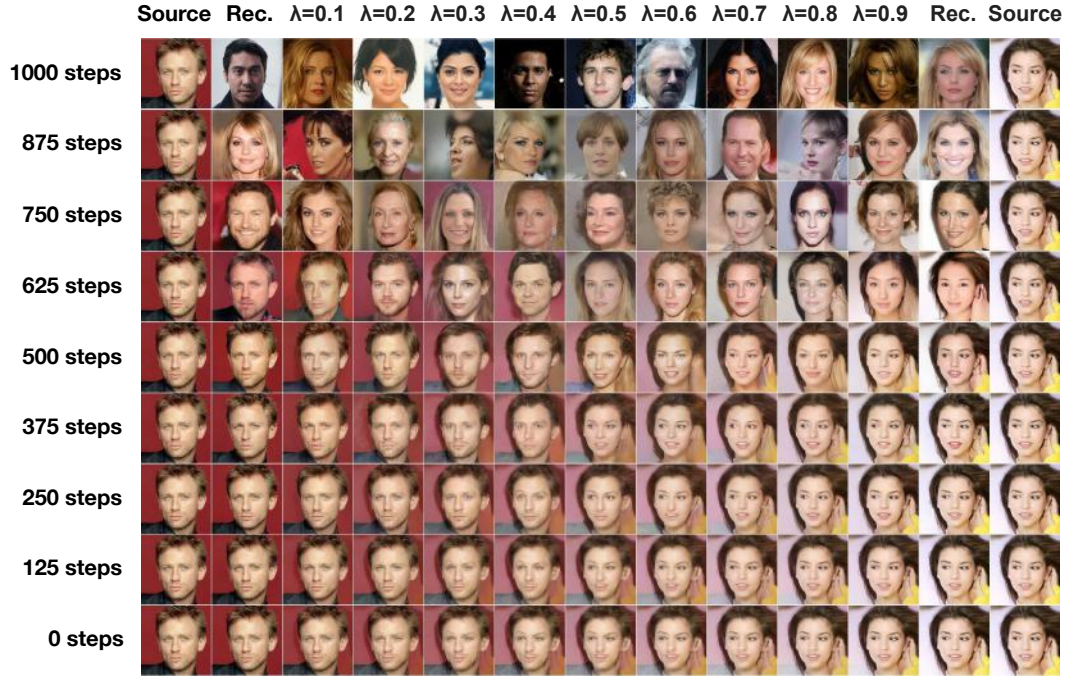 Source Rec. λ=0.1 λ=0.2 λ=0.3 λ=0.4 λ=0.5 λ=0.6 λ=0.7 λ=0.8 λ=0.9 Rec. Source
1000 steps
875 steps
750 steps
625 steps
500 steps
375 steps
250 steps
125 steps
0 steps